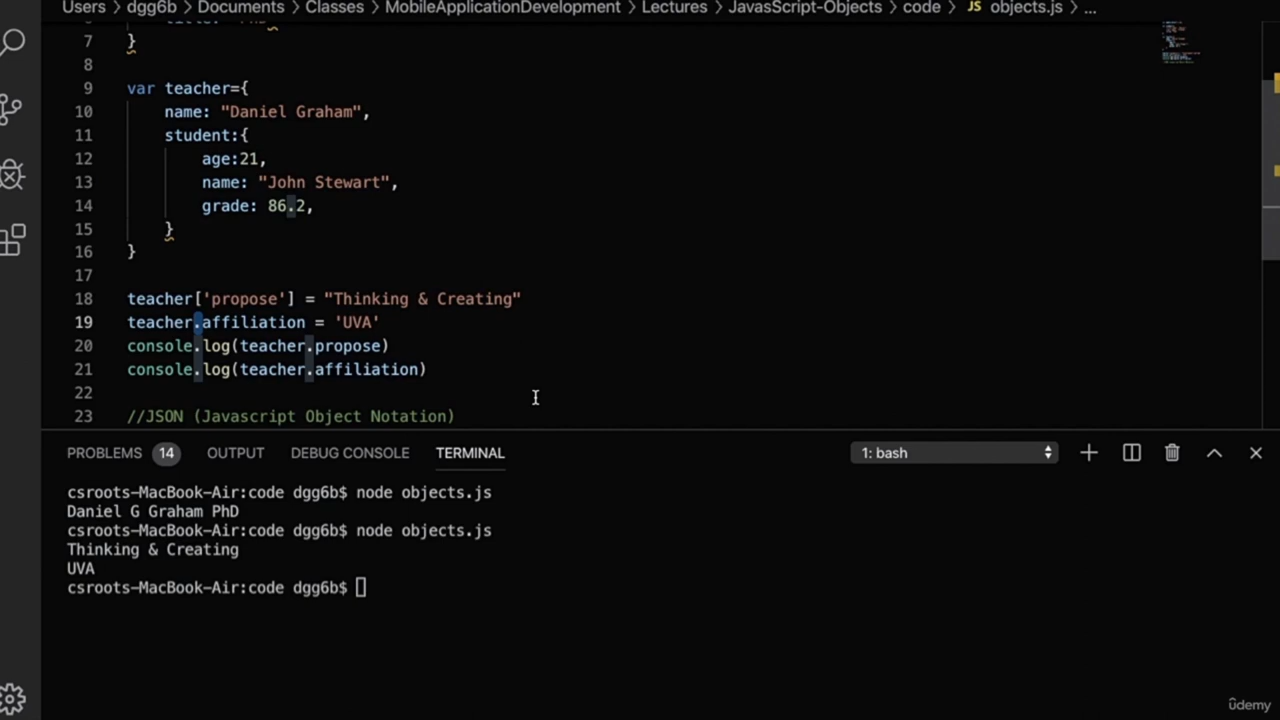 Users > dgg6b > Documents > Classes > MobileApplicationDevelopment > Lectures > JavasScript-Objects > code > JS objects.js > ...
7 }
8
9 var teacher={
10 name: "Daniel Graham",
11 student:{
12 age:21,
13 name: "John Stewart",
14 grade: 86.2,
15 }
16 }
17
18 teacher['propose'] = "Thinking & Creating"
19 teacher.affiliation = 'UVA'
20 console.log(teacher.propose)
21 console.log(teacher.affiliation)
22
23 //JSON (Javascript Object Notation)
PROBLEMS 14 OUTPUT DEBUG CONSOLE TERMINAL 1: bash
csroots-MacBook-Air:code dgg6b$ node objects.js
Daniel G Graham PhD
csroots-MacBook-Air:code dgg6b$ node objects.js
Thinking & Creating
UVA
csroots-MacBook-Air:code dgg6b$
ûdemy